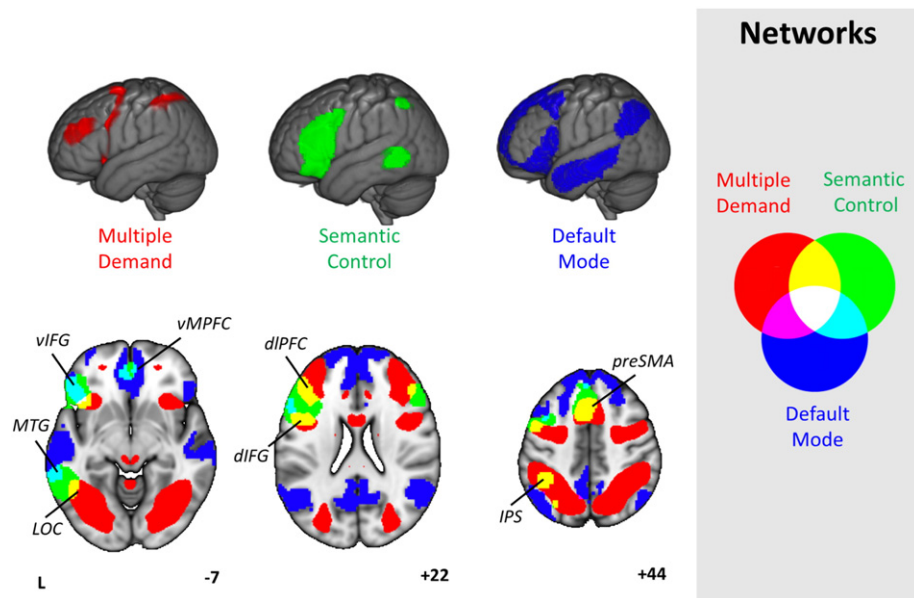 Networks
Multiple
Demand
Semantic
Control
Default
Mode
Multiple
Demand
Semantic
Control
Default
Mode
vIFG
vMPFC
MTG
LOC
L
-7
dlPFC
dIFG
+22
preSMA
IPS
+44